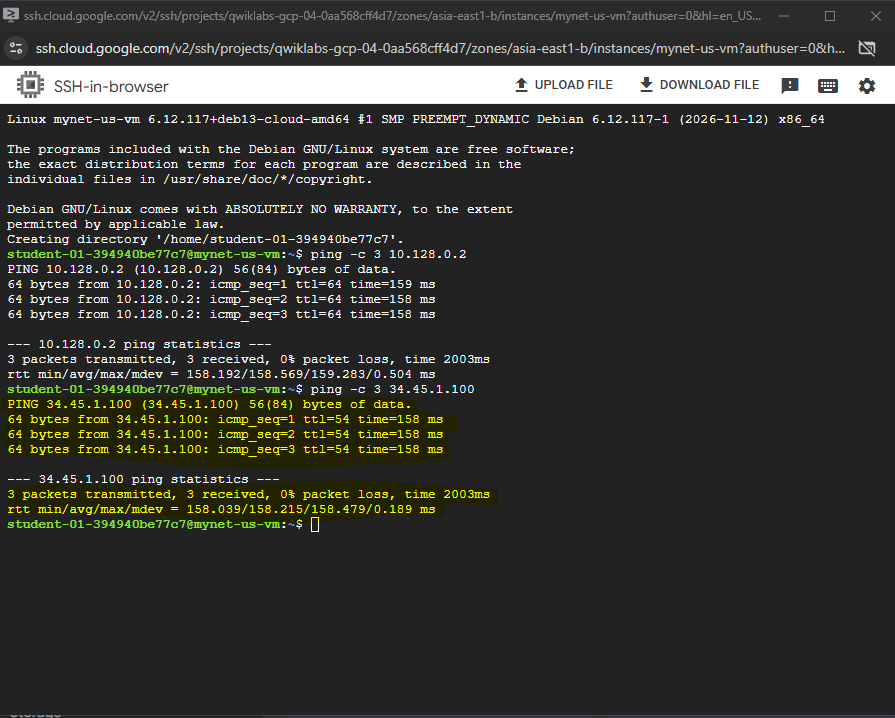 ssh.cloud.google.com/v2/ssh/projects/qwiklabs-gcp-04-0aa568cff4d7/zones/asia-east1-b/instances/mynet-us-vm?authuser=0&hl=en_US...
ssh.cloud.google.com/v2/ssh/projects/qwiklabs-gcp-04-0aa568cff4d7/zones/asia-east1-b/instances/mynet-us-vm?authuser=0&h...
SSH-in-browser UPLOAD FILE DOWNLOAD FILE
Linux mynet-us-vm 6.12.117+deb13-cloud-amd64 #1 SMP PREEMPT_DYNAMIC Debian 6.12.117-1 (2026-11-12) x86_64
The programs included with the Debian GNU/Linux system are free software;
the exact distribution terms for each program are described in the
individual files in /usr/share/doc/*/copyright.
Debian GNU/Linux comes with ABSOLUTELY NO WARRANTY, to the extent
permitted by applicable law.
Creating directory '/home/student-01-394940be77c7'.
student-01-394940be77c7@mynet-us-vm:~$ ping -c 3 10.128.0.2
PING 10.128.0.2 (10.128.0.2) 56(84) bytes of data.
64 bytes from 10.128.0.2: icmp_seq=1 ttl=64 time=159 ms
64 bytes from 10.128.0.2: icmp_seq=2 ttl=64 time=158 ms
64 bytes from 10.128.0.2: icmp_seq=3 ttl=64 time=158 ms
--- 10.128.0.2 ping statistics ---
3 packets transmitted, 3 received, 0% packet loss, time 2003ms
rtt min/avg/max/mdev = 158.192/158.569/159.283/0.504 ms
student-01-394940be77c7@mynet-us-vm:~$ ping -c 3 34.45.1.100
PING 34.45.1.100 (34.45.1.100) 56(84) bytes of data.
64 bytes from 34.45.1.100: icmp_seq=1 ttl=54 time=158 ms
64 bytes from 34.45.1.100: icmp_seq=2 ttl=54 time=158 ms
64 bytes from 34.45.1.100: icmp_seq=3 ttl=54 time=158 ms
--- 34.45.1.100 ping statistics ---
3 packets transmitted, 3 received, 0% packet loss, time 2003ms
rtt min/avg/max/mdev = 158.039/158.215/158.479/0.189 ms
student-01-394940be77c7@mynet-us-vm:~$